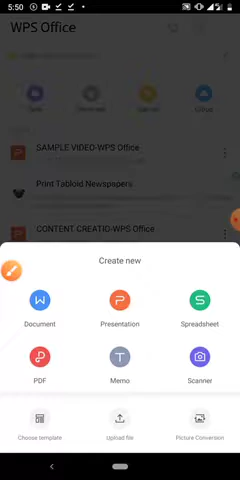 5:50
WPS Office
SAMPLE VIDEO-WPS Office
Print Tabloid Newspapers
CONTENT CREATIO-WPS Office
Create new
Document
Presentation
Spreadsheet
PDF
Memo
Scanner
Choose template
Upload file
Picture Conversion